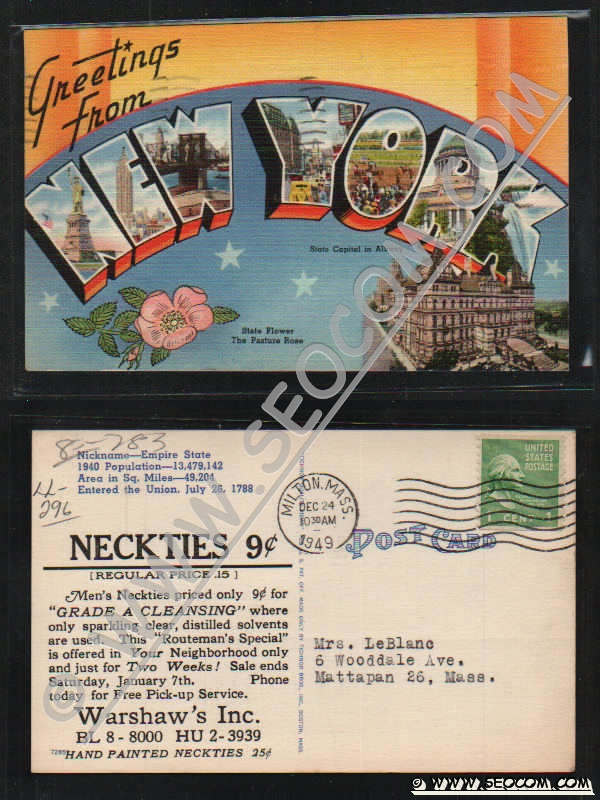 Greetings
From
NEW YORK
State Capitol in Albany
State Flower
The Pasture Rose
© WWW.SEOCOM.COM
8-283
LL-
296
Nickname—Empire State
1940 Population—13,479,142
Area in Sq. Miles—49,204
Entered the Union, July 26, 1788
NECKTIES 9¢
[REGULAR PRICE .15 ]
Men's Neckties priced only 9¢ for
"GRADE A CLEANSING" where
only sparkling clear, distilled solvents
are used. This "Routeman's Special"
is offered in Your Neighborhood only
and just for Two Weeks! Sale ends
Saturday, January 7th. Phone
today for Free Pick-up Service.
Warshaw's Inc.
BL 8 - 8000 HU 2-3939
HAND PAINTED NECKTIES 25¢
MILTON, MASS.
DEC 24
10 30 AM
1949
POST CARD
UNITED
STATES
POSTAGE
1 CENT 1
Mrs. LeBlanc
6 Wooddale Ave.
Mattapan 26, Mass.
© WWW.SEOCOM.COM